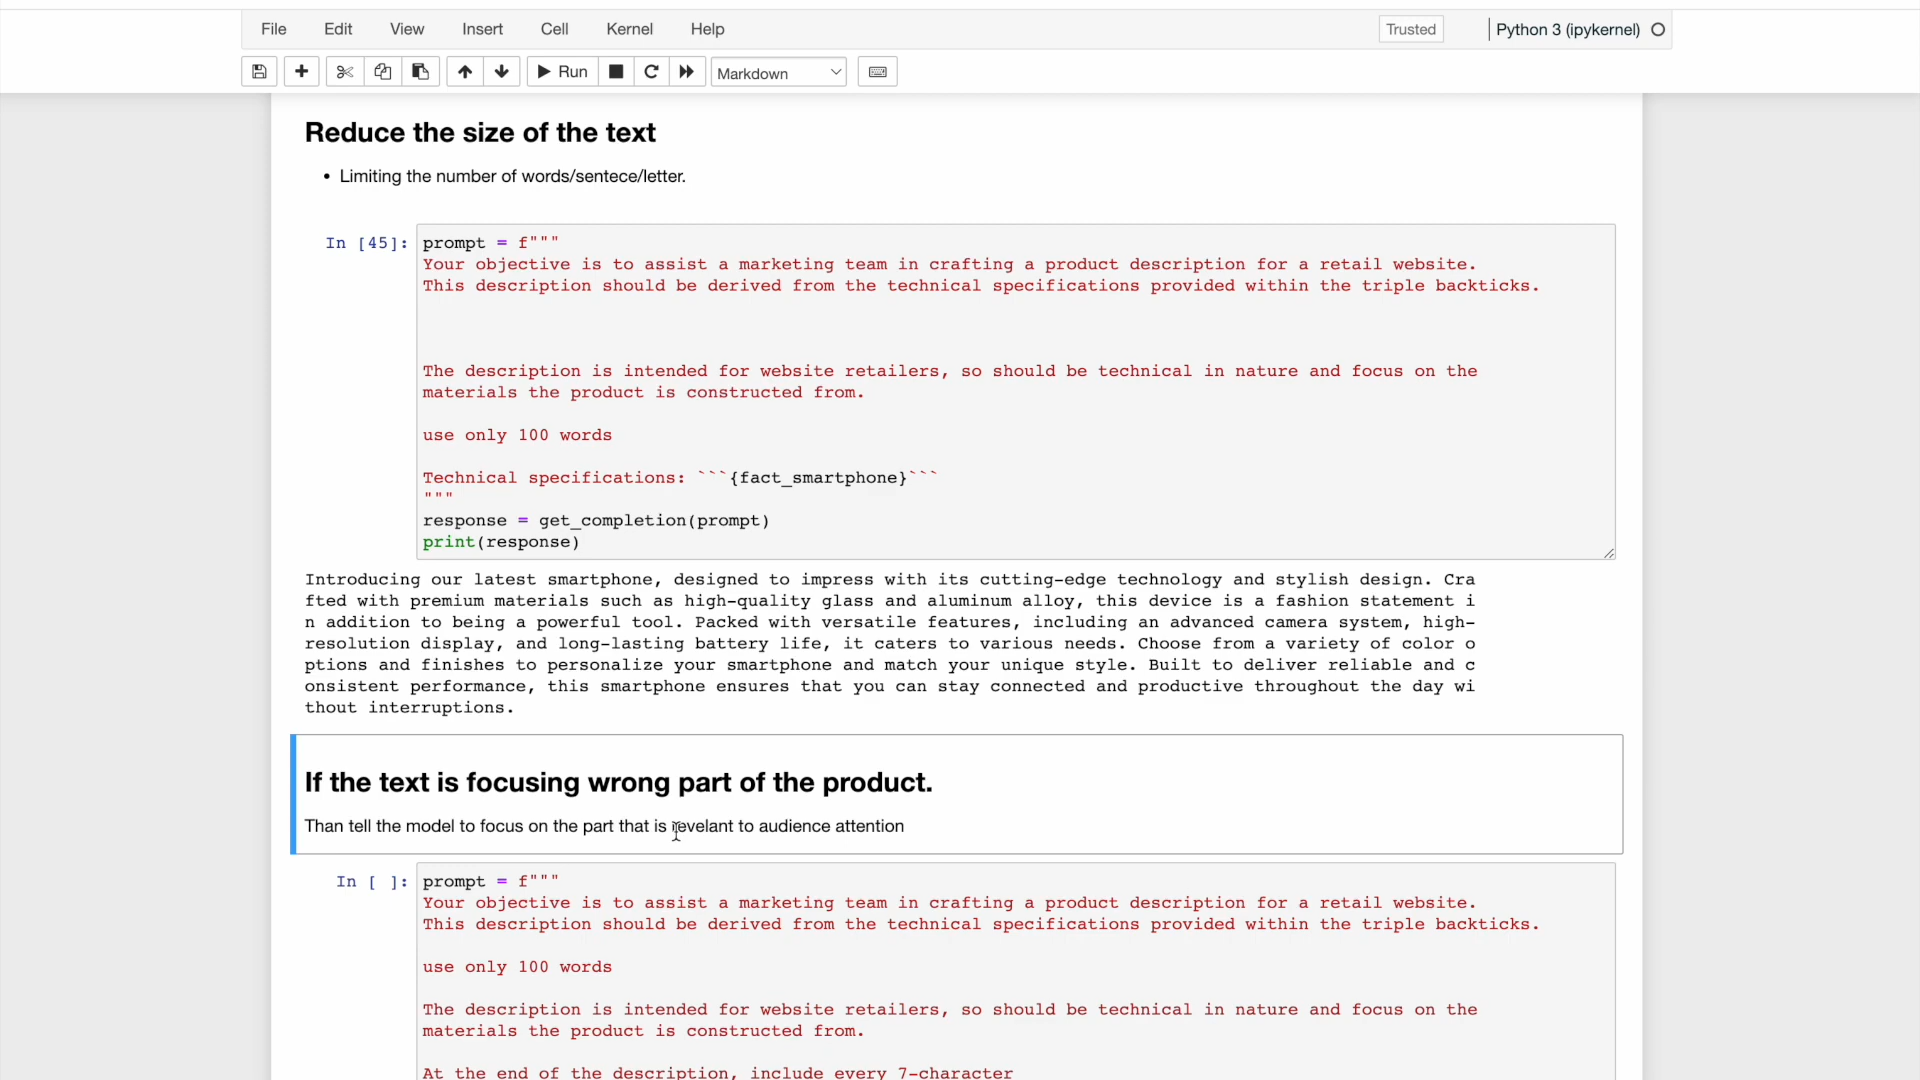 File Edit View Insert Cell Kernel Help Trusted Python 3 (ipykernel)
Run Markdown
Reduce the size of the text
• Limiting the number of words/sentece/letter.
In [45]: prompt = f"""
Your objective is to assist a marketing team in crafting a product description for a retail website.
This description should be derived from the technical specifications provided within the triple backticks.
The description is intended for website retailers, so should be technical in nature and focus on the
materials the product is constructed from.
use only 100 words
Technical specifications: ```{fact_smartphone}```
"""
response = get_completion(prompt)
print(response)
Introducing our latest smartphone, designed to impress with its cutting-edge technology and stylish design. Cra
fted with premium materials such as high-quality glass and aluminum alloy, this device is a fashion statement i
n addition to being a powerful tool. Packed with versatile features, including an advanced camera system, high-
resolution display, and long-lasting battery life, it caters to various needs. Choose from a variety of color o
ptions and finishes to personalize your smartphone and match your unique style. Built to deliver reliable and c
onsistent performance, this smartphone ensures that you can stay connected and productive throughout the day wi
thout interruptions.
If the text is focusing wrong part of the product.
Than tell the model to focus on the part that is revelant to audience attention
In [ ]: prompt = f"""
Your objective is to assist a marketing team in crafting a product description for a retail website.
This description should be derived from the technical specifications provided within the triple backticks.
use only 100 words
The description is intended for website retailers, so should be technical in nature and focus on the
materials the product is constructed from.
At the end of the description, include every 7-character